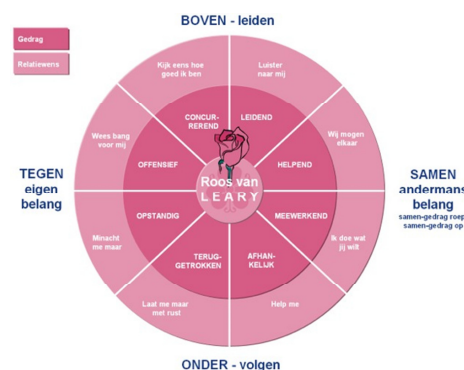 BOVEN - leiden
Gedrag
Relatiewens
Kijk eens hoe
goed ik ben
Luister
naar mij
CONCUR-
REREND
LEIDEND
Wees bang
voor mij
Wij mogen
elkaar
OFFENSIEF
HELPEND
TEGEN
eigen
belang
Roos van
LEARY
SAMEN
andermans
belang
samen-gedrag roep
samen-gedrag op
OPSTANDIG
MEEWERKEND
Minacht
me maar
Ik doe wat
jij wilt
TERUG-
GETROKKEN
AFHAN-
KELIJK
Laat me maar
met rust
Help me
ONDER - volgen